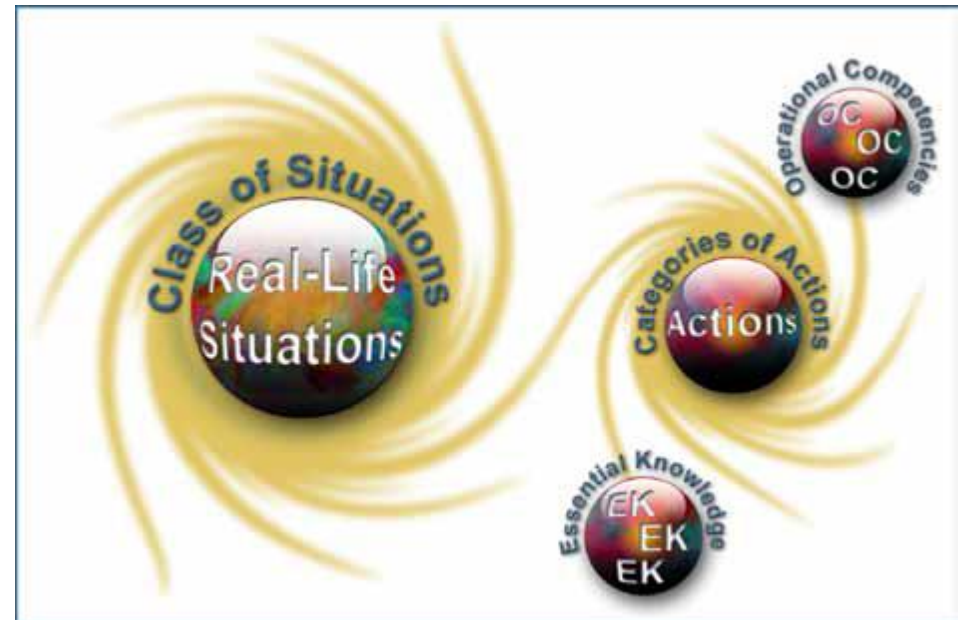 Class of Situations
Real-Life
Situations
Operational Competencies
OC
OC
OC
Categories of Actions
Actions
Essential Knowledge
EK
EK
EK